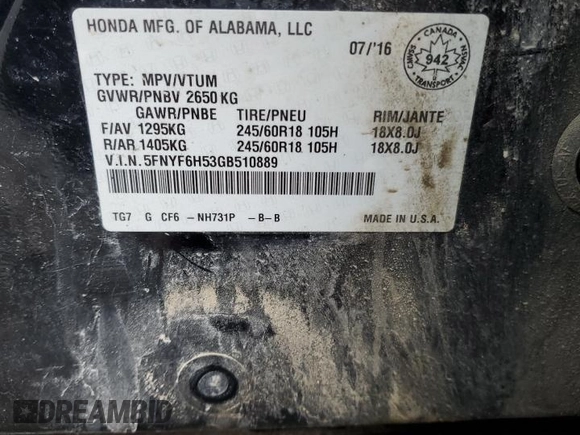 HONDA MFG. OF ALABAMA, LLC
07/'16
CANADA
CMVSS
NSVAC
942
TRANSPORT
TYPE: MPV/VTUM
GVWR/PNBV 2650 KG
GAWR/PNBE TIRE/PNEU RIM/JANTE
F/AV 1295KG 245/60R18 105H 18X8.0J
R/AR 1405KG 245/60R18 105H 18X8.0J
V.I.N. 5FNYF6H53GB510889
TG7 G CF6 -NH731P -B-B MADE IN U.S.A.
DREAMBID